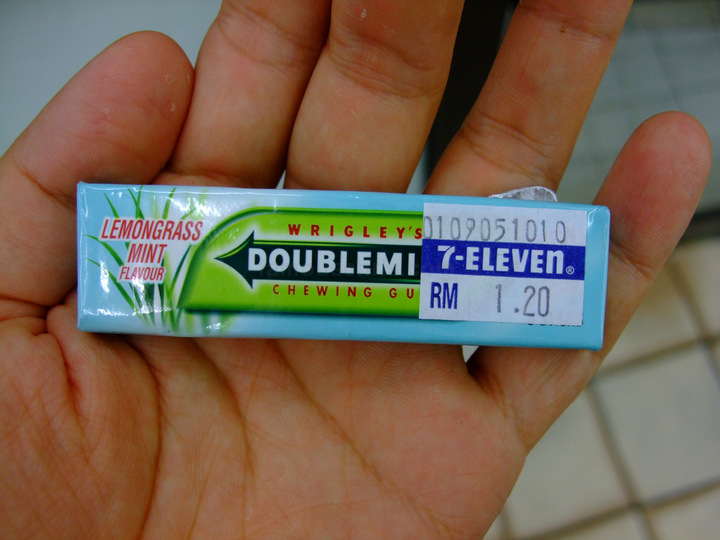 LEMONGRASS
MINT
FLAVOUR
WRIGLEY'S
DOUBLEMI
CHEWING GU
0109051010
7-ELEVEn®
RM 1.20